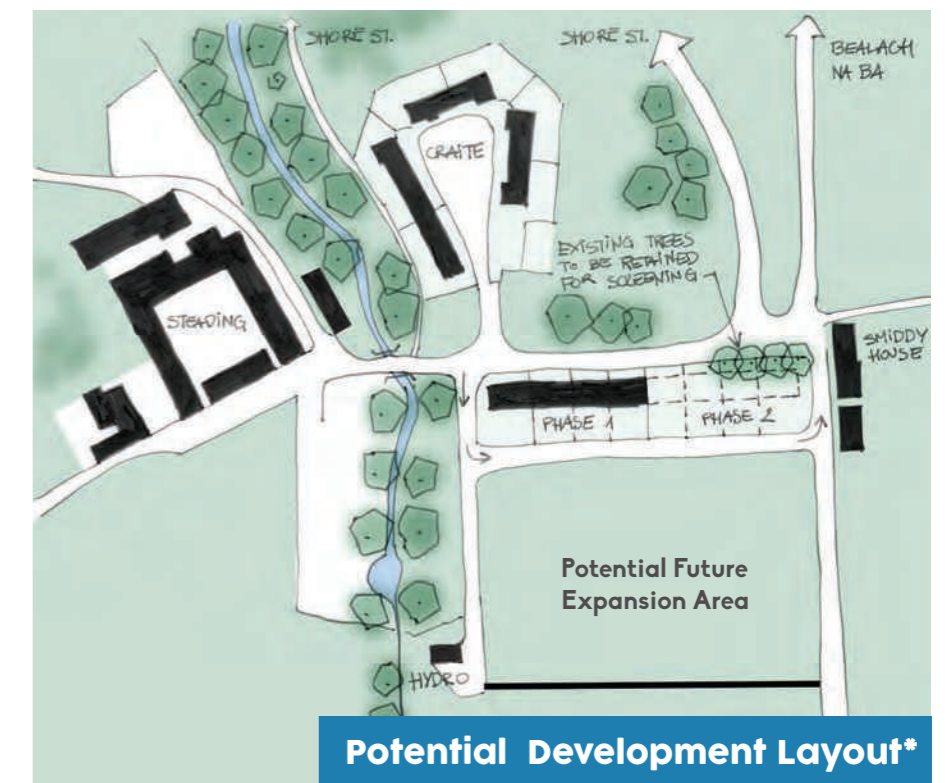 SHORE ST.
SHORE ST.
BEALACH
NA BA
CRAITE
EXISTING TREES
TO BE RETAINED
FOR SCREENING
STEADING
SMIDDY
HOUSE
PHASE 1
PHASE 2
Potential Future
Expansion Area
HYDRO
Potential Development Layout*